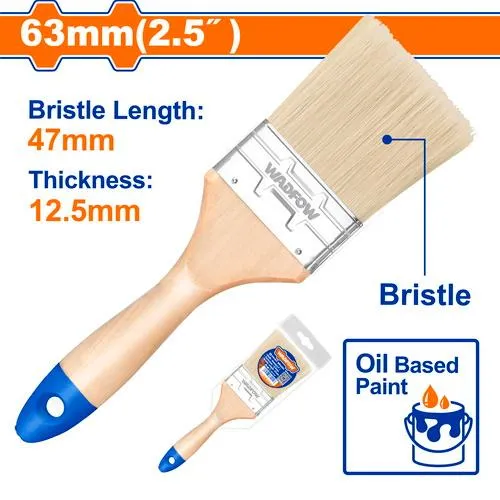 63mm(2.5″)
Bristle Length:
47mm
Thickness:
12.5mm
WADFOW
Bristle
Oil Based
Paint